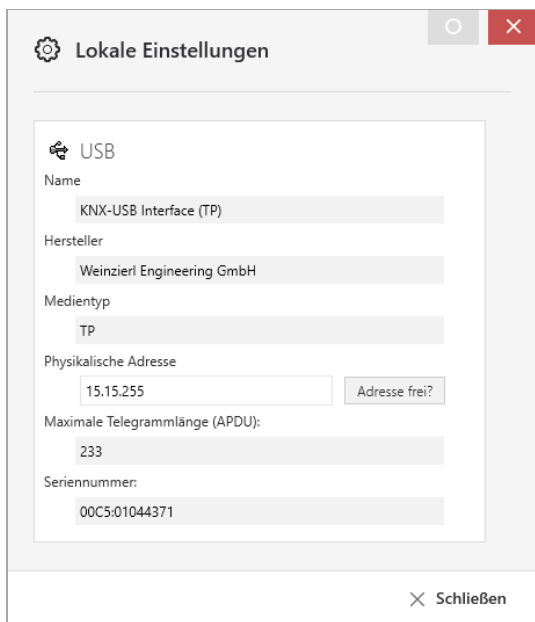 Lokale Einstellungen
USB
Name
KNX-USB Interface (TP)
Hersteller
Weinzierl Engineering GmbH
Medientyp
TP
Physikalische Adresse
15.15.255 Adresse frei?
Maximale Telegrammlänge (APDU):
233
Seriennummer:
00C5:01044371
Schließen